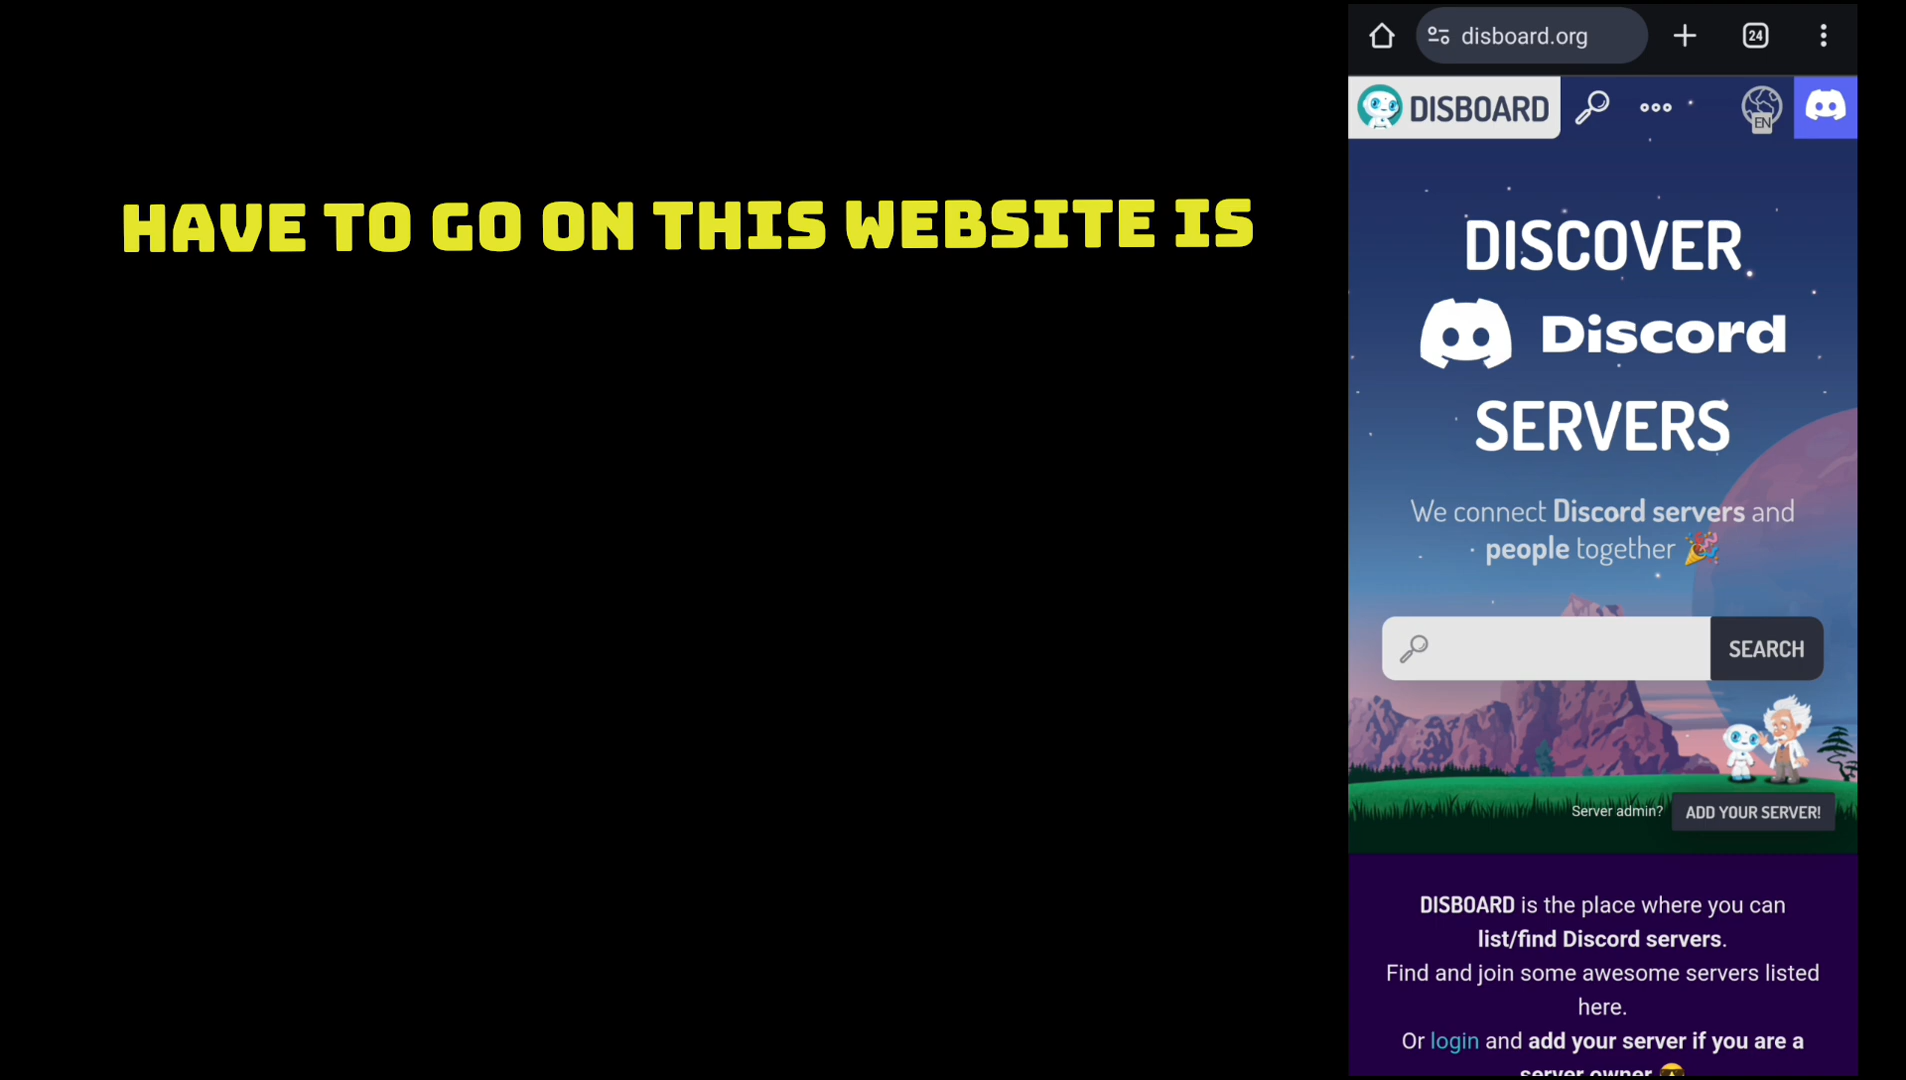 HAVE TO GO ON THIS WEBSITE IS
disboard.org
24
DISBOARD
EN
DISCOVER
Discord
SERVERS
We connect Discord servers and
people together 🎉
SEARCH
Server admin?
ADD YOUR SERVER!
DISBOARD is the place where you can
list/find Discord servers.
Find and join some awesome servers listed
here.
Or login and add your server if you are a
server owner 😎